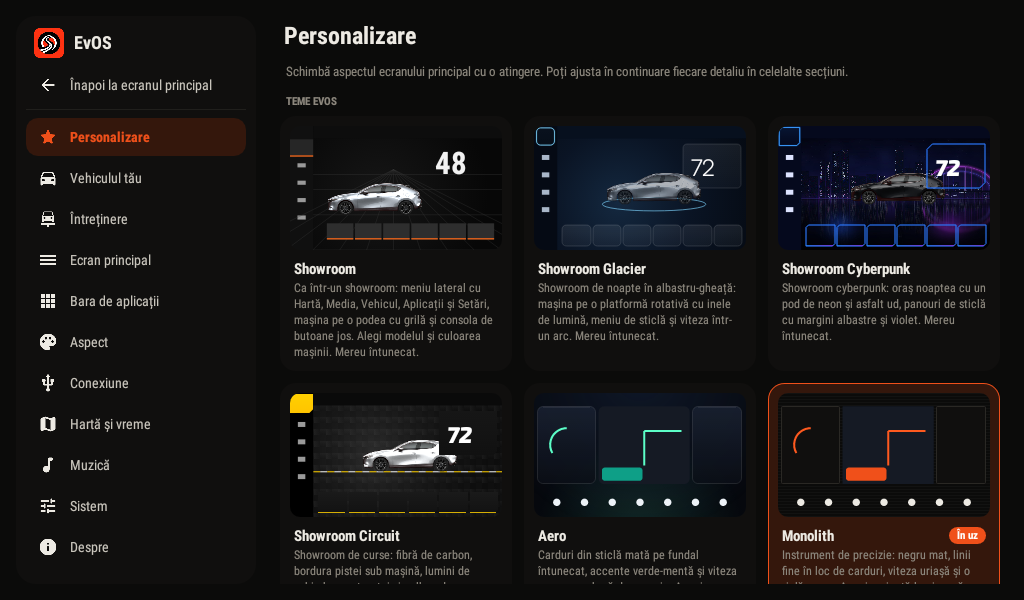 EvOS
Înapoi la ecranul principal
Personalizare
Vehiculul tău
Întreținere
Ecran principal
Bara de aplicații
Aspect
Conexiune
Hartă și vreme
Muzică
Sistem
Despre
Personalizare
Schimbă aspectul ecranului principal cu o atingere. Poți ajusta în continuare fiecare detaliu în celelalte secțiuni.
TEME EVOS
48
Showroom
Ca într-un showroom: meniu lateral cu
Hartă, Media, Vehicul, Aplicații și Setări,
mașina pe o podea cu grilă și consola de
butoane jos. Alegi modelul și culoarea
mașinii. Mereu întunecat.
72
Showroom Glacier
Showroom de noapte în albastru-gheață:
mașina pe o platformă rotativă cu inele
de lumină, meniu de sticlă și viteza într-
un arc. Mereu întunecat.
72
Showroom Cyberpunk
Showroom cyberpunk: oraș noaptea cu un
pod de neon și asfalt ud, panouri de sticlă
cu margini albastre și violet. Mereu
întunecat.
72
Showroom Circuit
Showroom de curse: fibră de carbon,
bordura pistei sub mașină, lumini de
Aero
Carduri din sticlă mată pe fundal
întunecat, accente verde-mentă și viteza
Monolith
În uz
Instrument de precizie: negru mat, linii
fine în loc de carduri, viteza uriașă și o